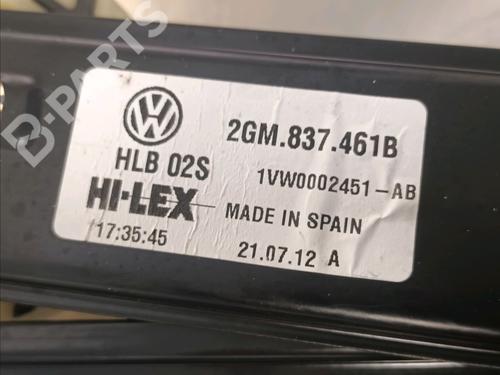 B-PARTS
2GM.837.461B
HLB 02S
1VW0002451-AB
HI-LEX
MADE IN SPAIN
17:35:45
21.07.12 A